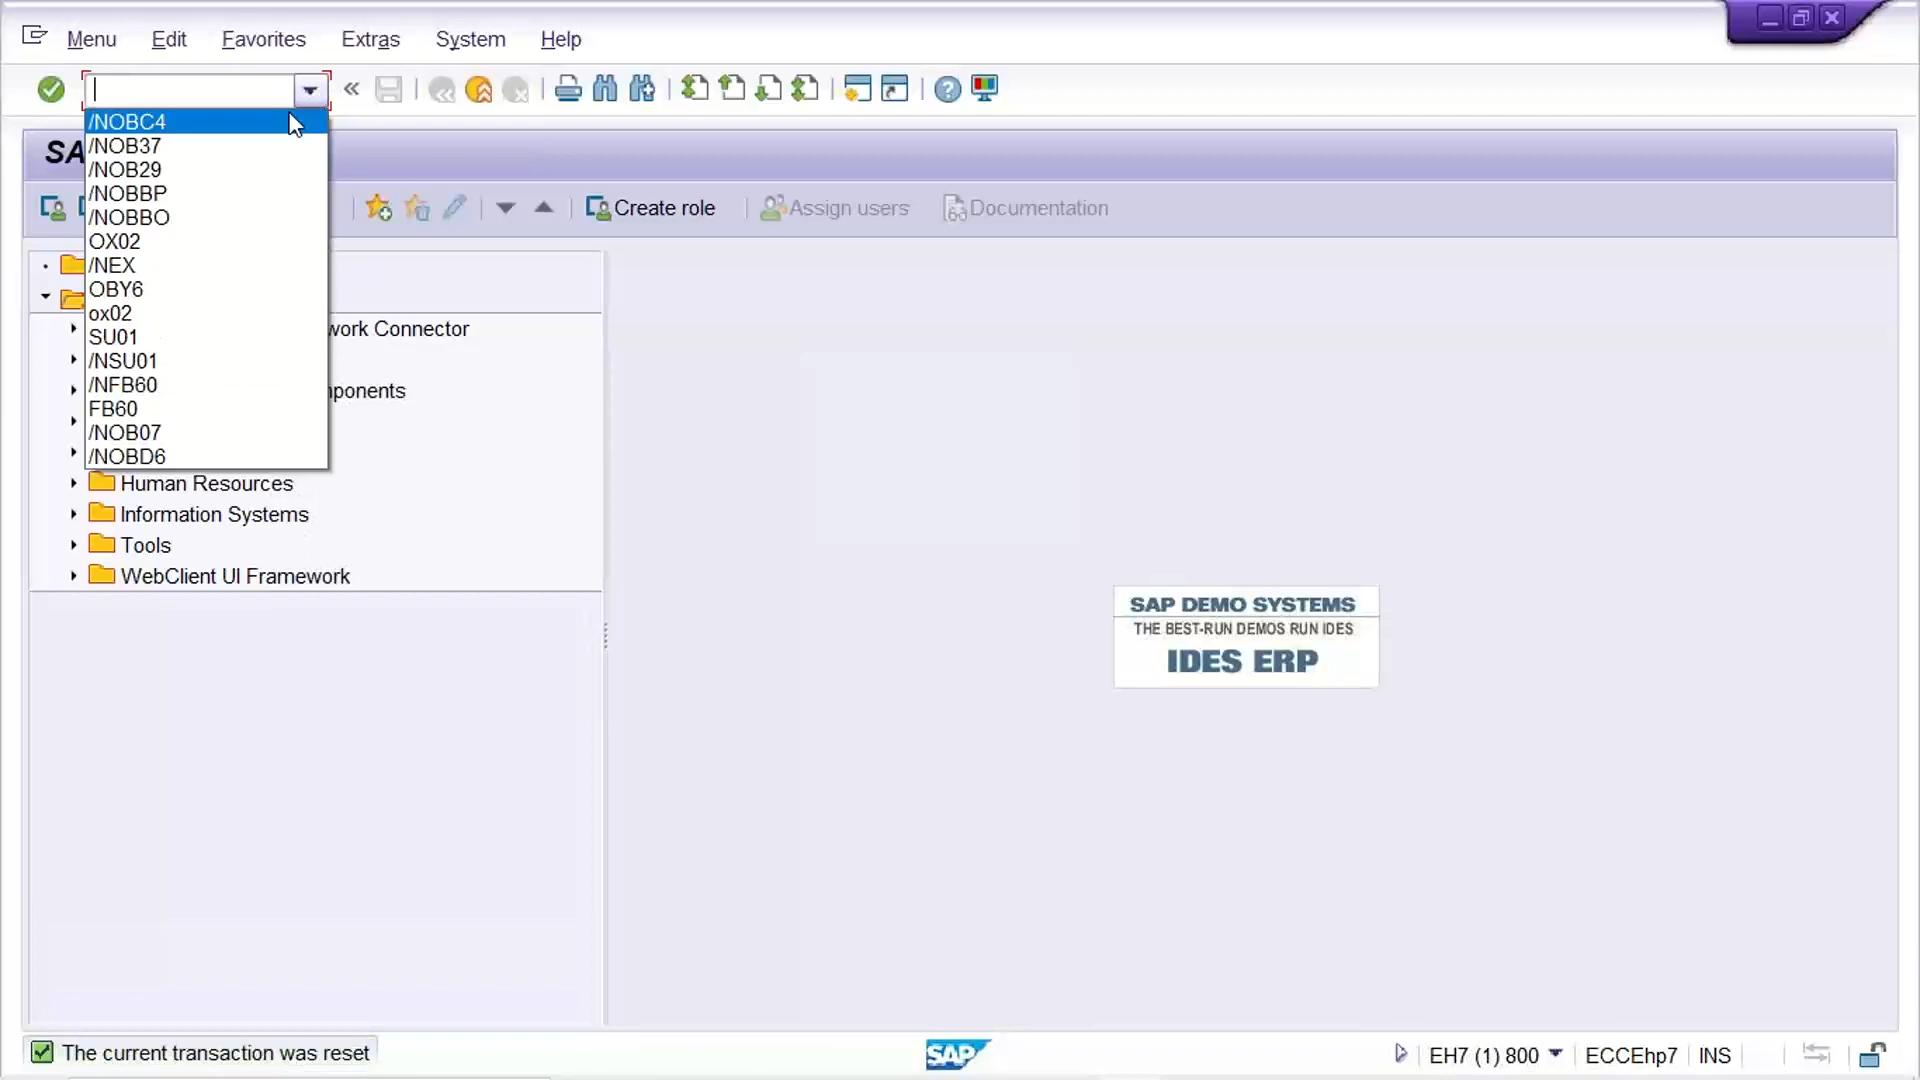 Menu Edit Favorites Extras System Help
/NOBC4
/NOB37
/NOB29
/NOBBP
/NOBBO
OX02
/NEX
OBY6
ox02
SU01
/NSU01
/NFB60
FB60
/NOB07
/NOBD6
SA
Create role Assign users Documentation
work Connector
ponents
Human Resources
Information Systems
Tools
WebClient UI Framework
SAP DEMO SYSTEMS
THE BEST-RUN DEMOS RUN IDES
IDES ERP
The current transaction was reset
SAP
EH7 (1) 800 ECCEhp7 INS